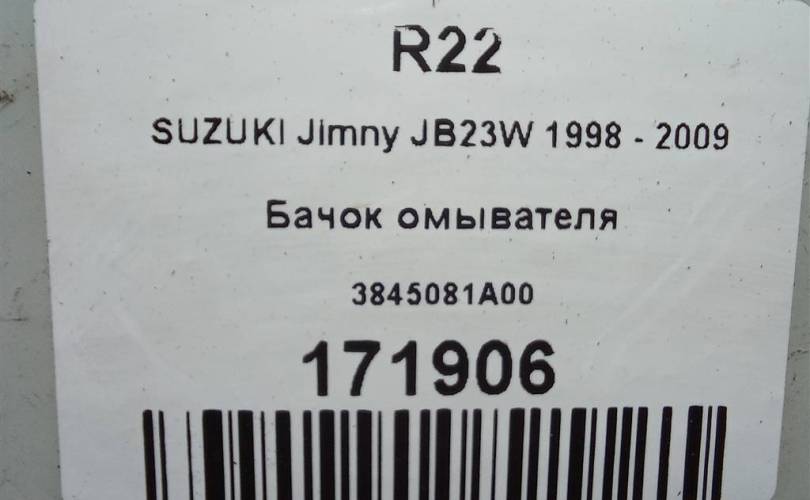 R22
SUZUKI Jimny JB23W 1998 - 2009
Бачок омывателя
3845081A00
171906